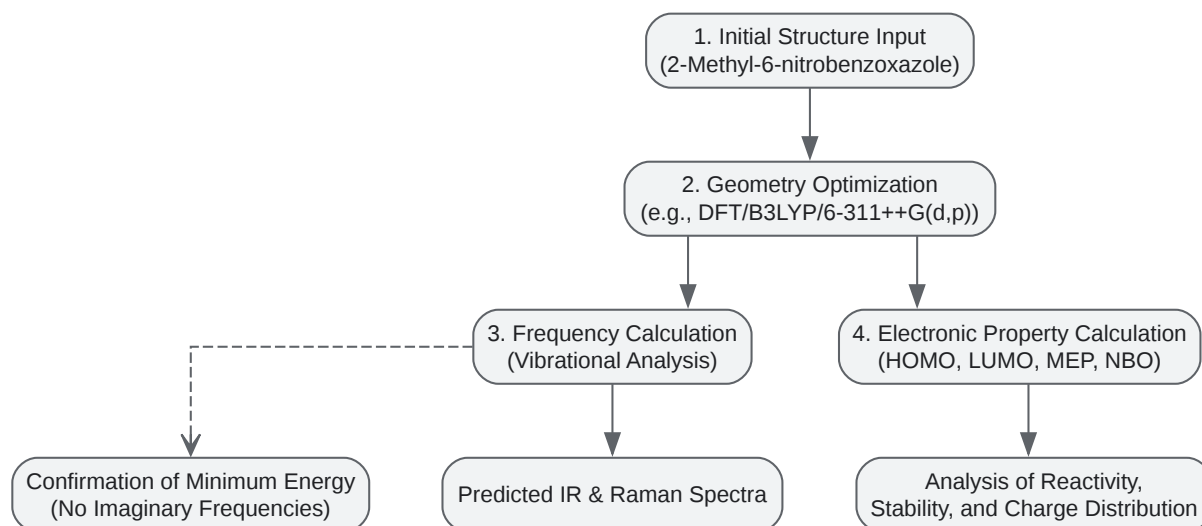 1. Initial Structure Input
(2-Methyl-6-nitrobenzoxazole)
2. Geometry Optimization
(e.g., DFT/B3LYP/6-311++G(d,p))
3. Frequency Calculation
(Vibrational Analysis)
4. Electronic Property Calculation
(HOMO, LUMO, MEP, NBO)
Confirmation of Minimum Energy
(No Imaginary Frequencies)
Predicted IR & Raman Spectra
Analysis of Reactivity,
Stability, and Charge Distribution